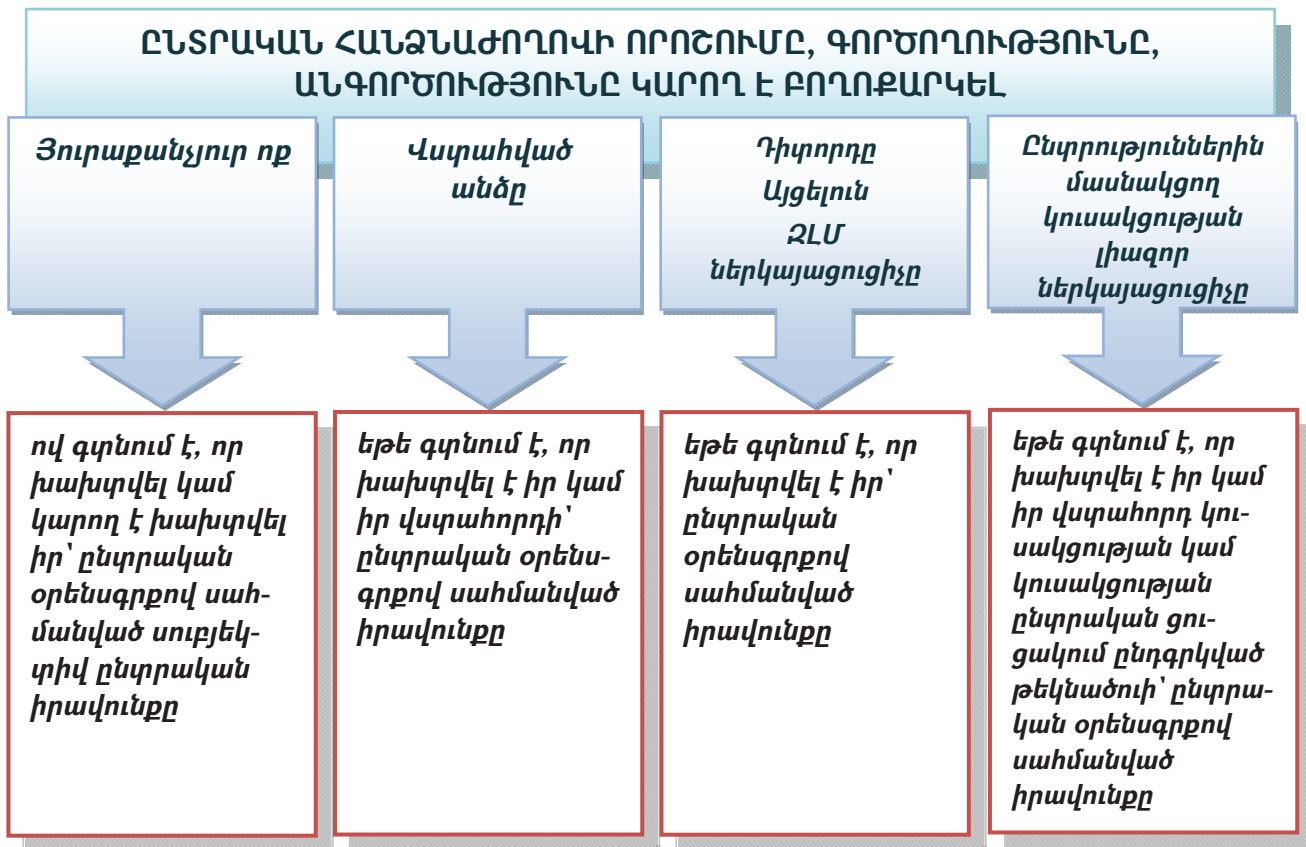 ԸՆՏՐԱԿԱՆ ՀԱՆՁՆԱԺՈՂՈՎԻ ՈՐՈՇՈՒՄԸ, ԳՈՐԾՈՂՈՒԹՅՈՒՆԸ,
ԱՆԳՈՐԾՈՒԹՅՈՒՆԸ ԿԱՐՈՂ Է ԲՈՂՈՔԱՐԿԵԼ
Յուրաքանչյուր ոք
ով գտնում է, որ
խախտվել կամ
կարող է խախտվել
իր՝ ընտրական
օրենսգրքով սահ-
մանված սուբյեկ-
տիվ ընտրական
իրավունքը
Վստահված
անձը
եթե գտնում է, որ
խախտվել է իր կամ
իր վստահորդի՝
ընտրական օրենս-
գրքով սահմանված
իրավունքը
Դիտորդը
Այցելուն
ԶԼՄ
ներկայացուցիչը
եթե գտնում է, որ
խախտվել է իր՝
ընտրական
օրենսգրքով
սահմանված
իրավունքը
Ընտրություններին
մասնակցող
կուսակցության
լիազոր
ներկայացուցիչը
եթե գտնում է, որ
խախտվել է իր կամ
իր վստահորդ կու-
սակցության կամ
կուսակցության
ընտրական ցու-
ցակում ընդգրկված
թեկնածուի՝ ընտրա-
կան օրենսգրքով
սահմանված
իրավունքը